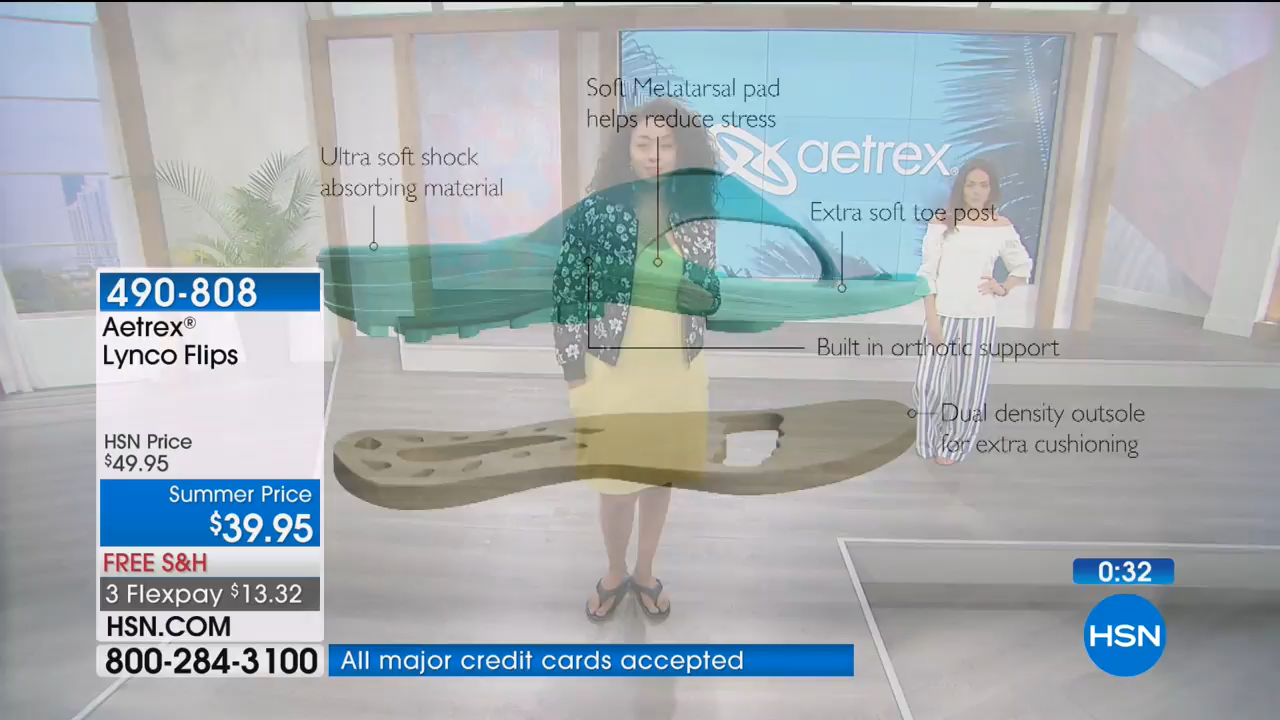 Soft Metatarsal pad
helps reduce stress
Ultra soft shock
absorbing material
aetrex®
Extra soft toe post
490-808
Aetrex®
Lynco Flips
Built in orthotic support
Dual density outsole
for extra cushioning
HSN Price
$49.95
Summer Price
$39.95
FREE S&H
3 Flexpay $13.32
HSN.COM
800-284-3100
All major credit cards accepted
0:32
HSN